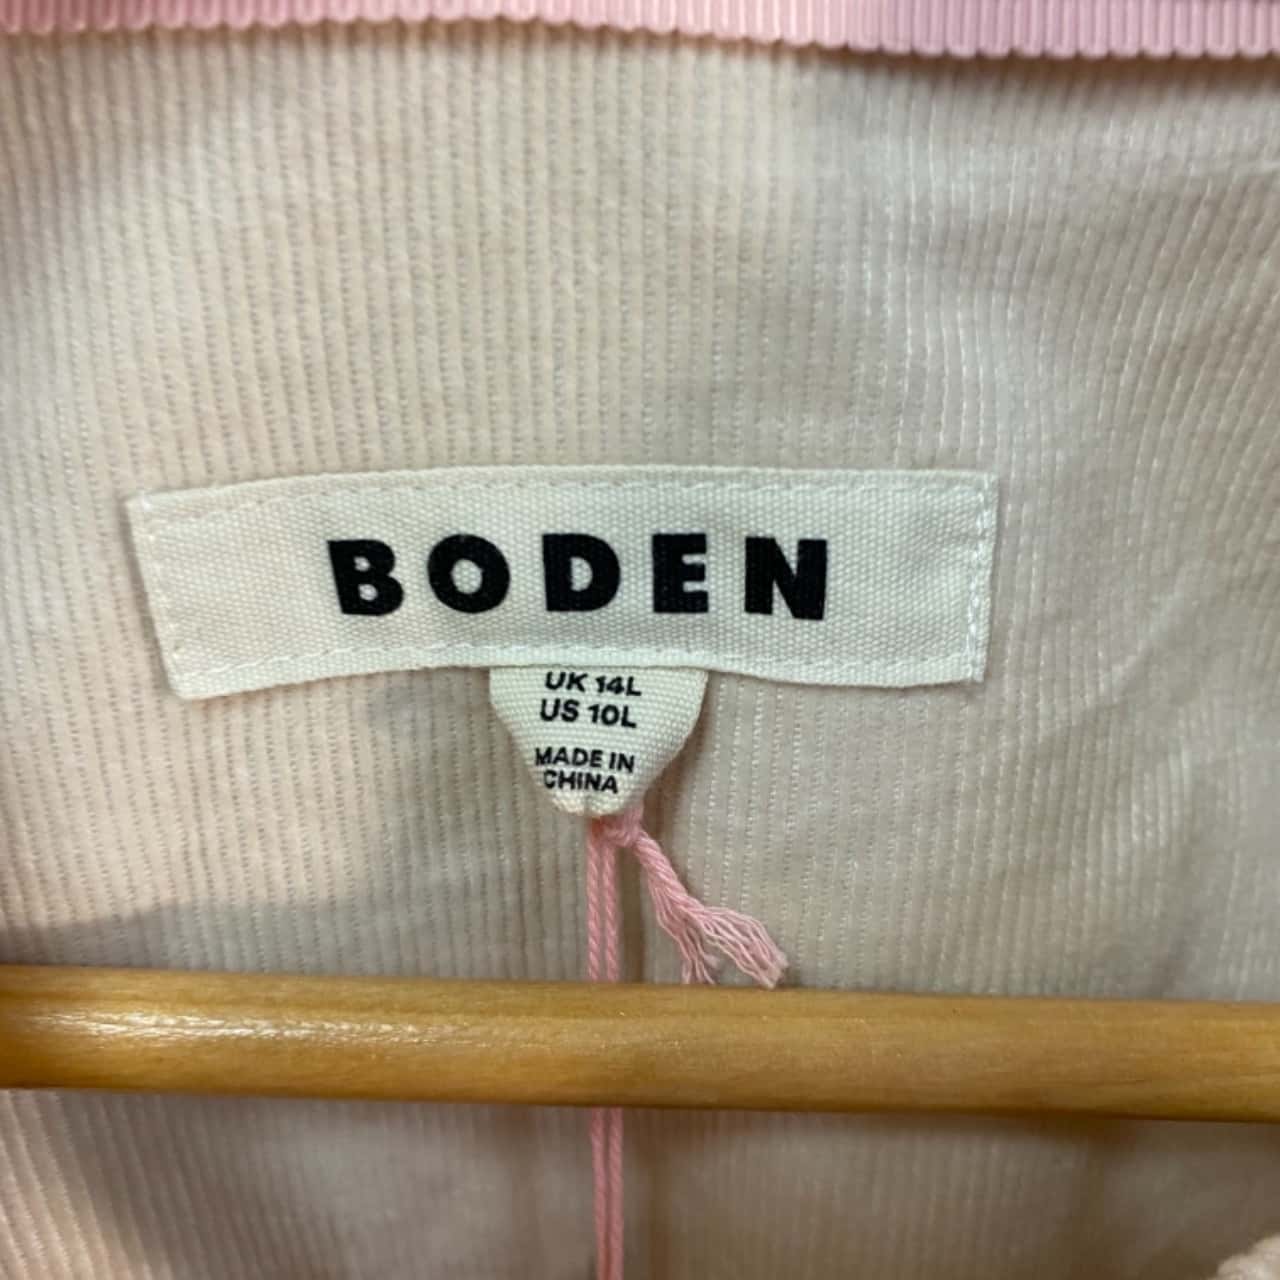 BODEN
UK 14L
US 10L
MADE IN
CHINA